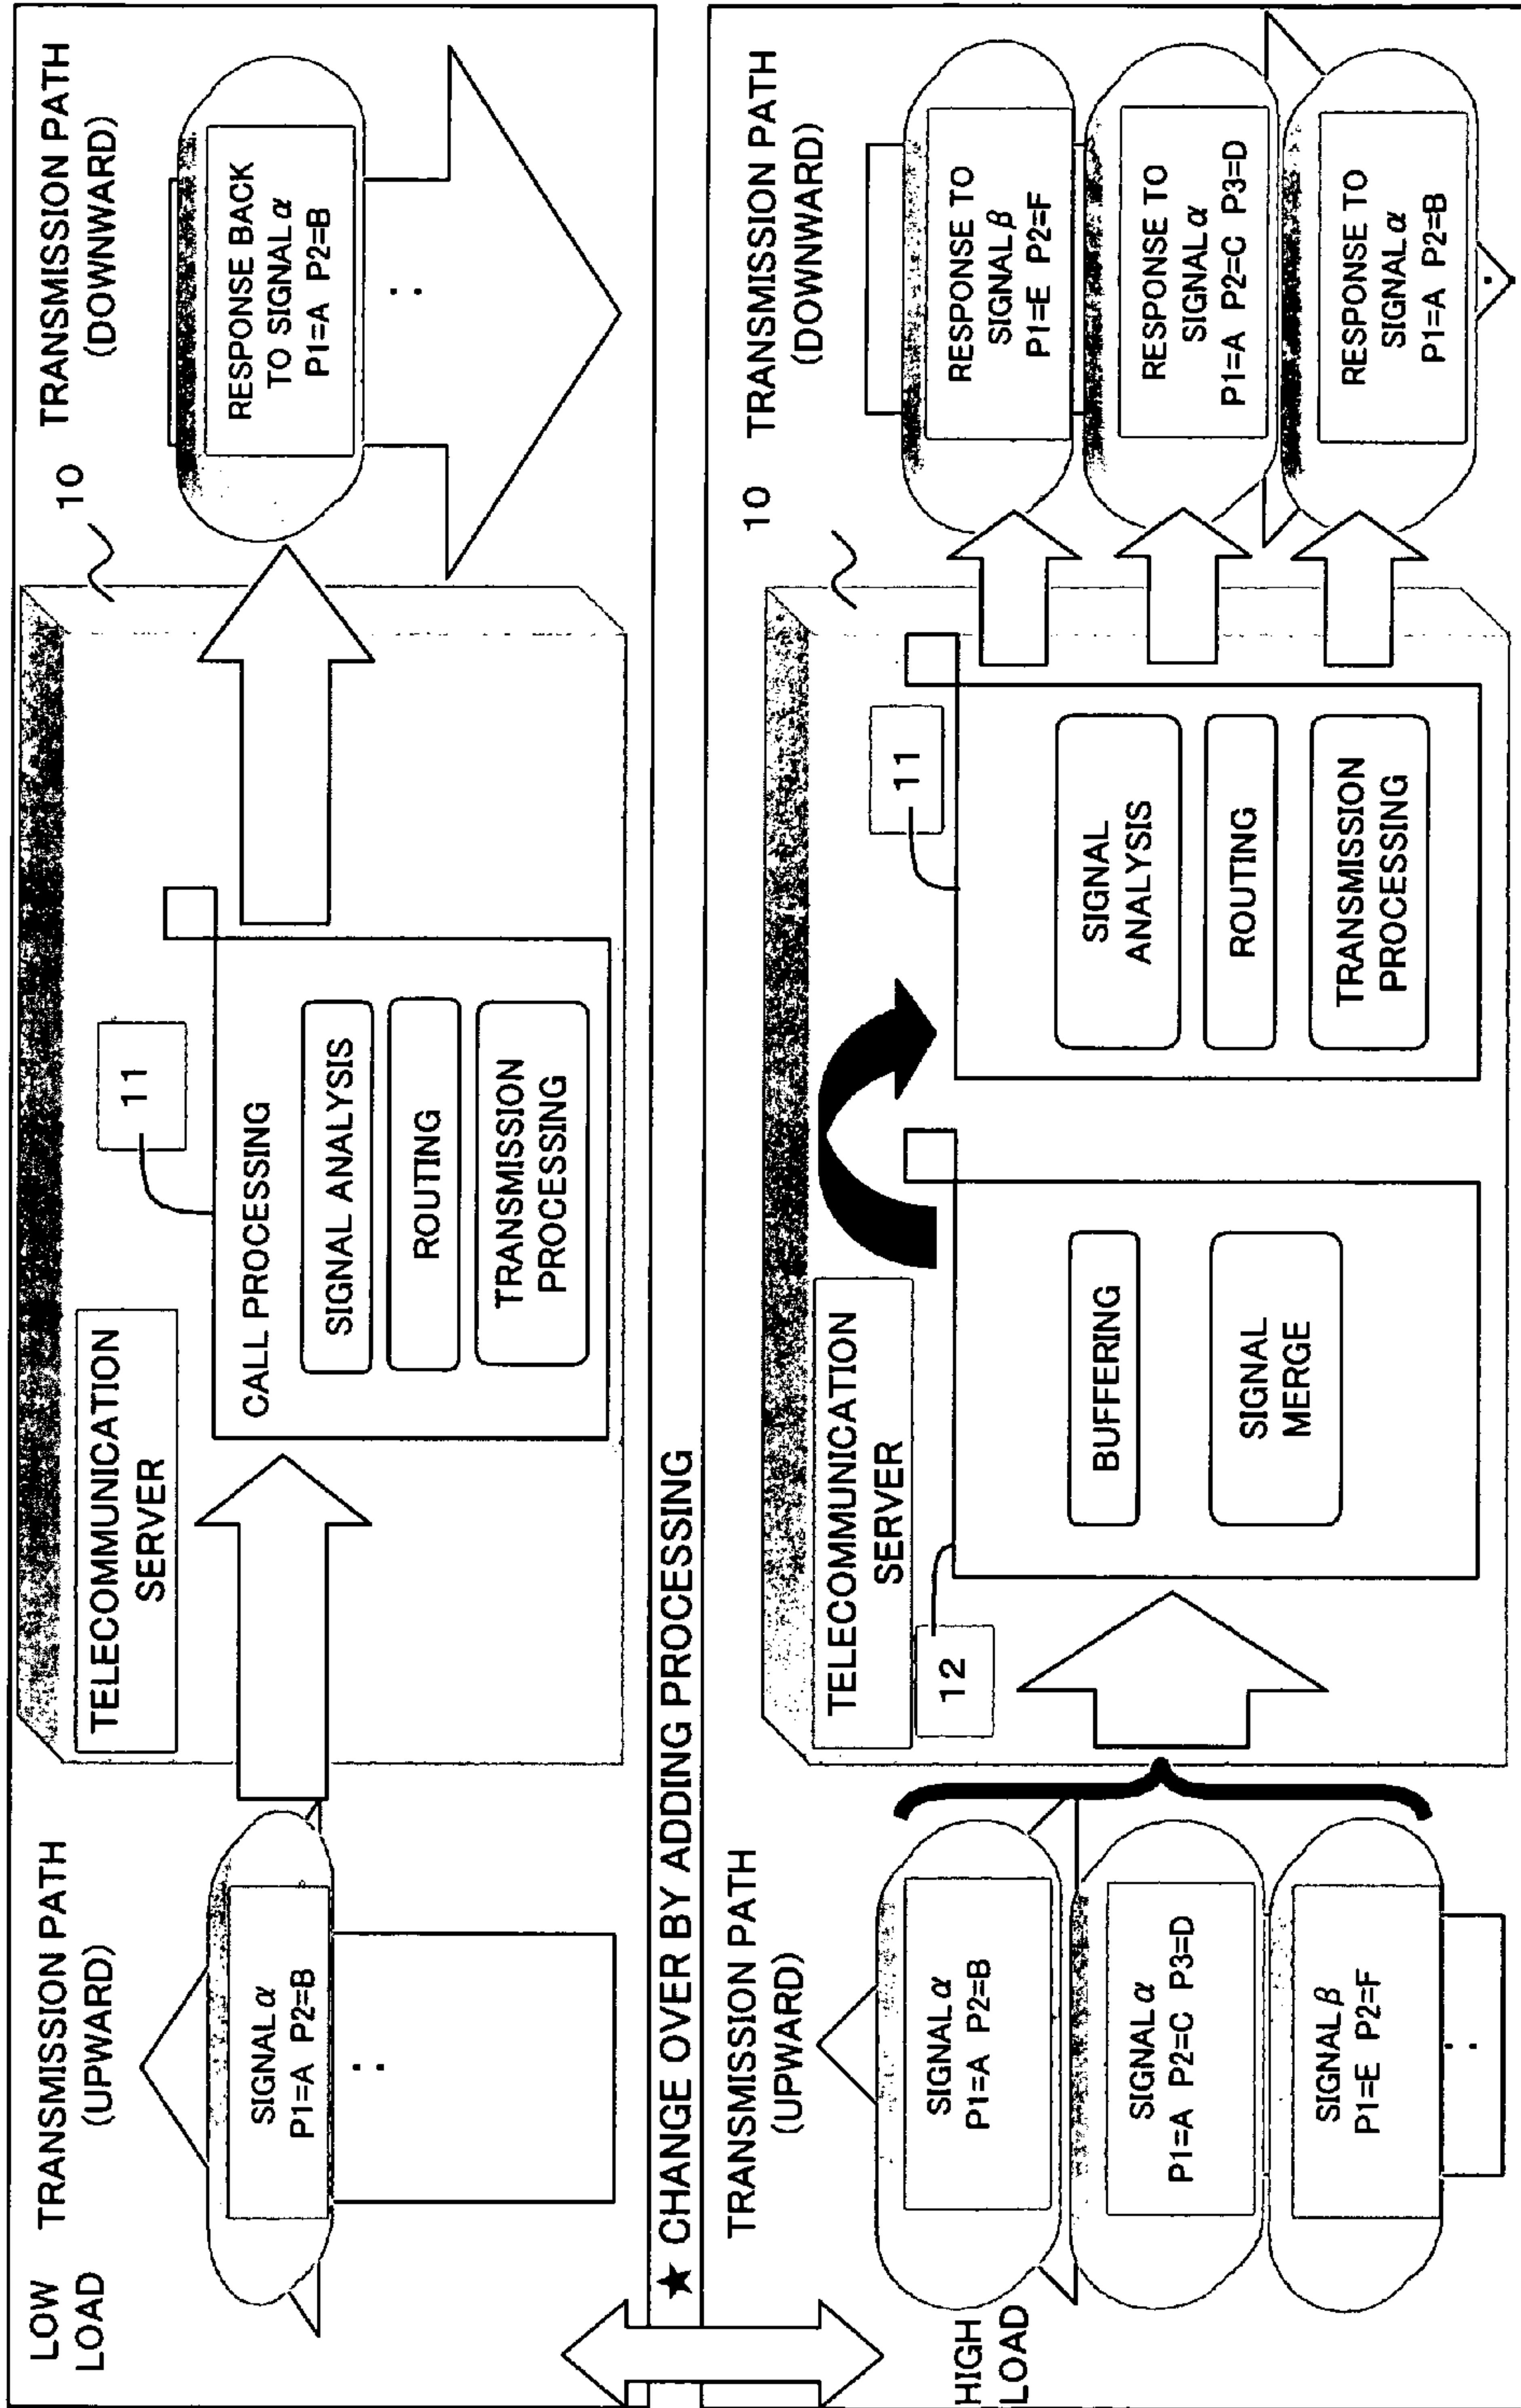 LOW
LOAD
TRANSMISSION PATH
(UPWARD)
SIGNAL α
P1=A P2=B
:
TELECOMMUNICATION
SERVER
11
CALL PROCESSING
SIGNAL ANALYSIS
ROUTING
TRANSMISSION
PROCESSING
10
TRANSMISSION PATH
(DOWNWARD)
RESPONSE BACK
TO SIGNAL α
P1=A P2=B
:
★ CHANGE OVER BY ADDING PROCESSING
HIGH
LOAD
TRANSMISSION PATH
(UPWARD)
SIGNAL α
P1=A P2=B
SIGNAL α
P1=A P2=C P3=D
SIGNAL β
P1=E P2=F
:
TELECOMMUNICATION
SERVER
12
BUFFERING
SIGNAL
MERGE
11
SIGNAL
ANALYSIS
ROUTING
TRANSMISSION
PROCESSING
10
TRANSMISSION PATH
(DOWNWARD)
RESPONSE TO
SIGNAL β
P1=E P2=F
RESPONSE TO
SIGNAL α
P1=A P2=C P3=D
RESPONSE TO
SIGNAL α
P1=A P2=B
: